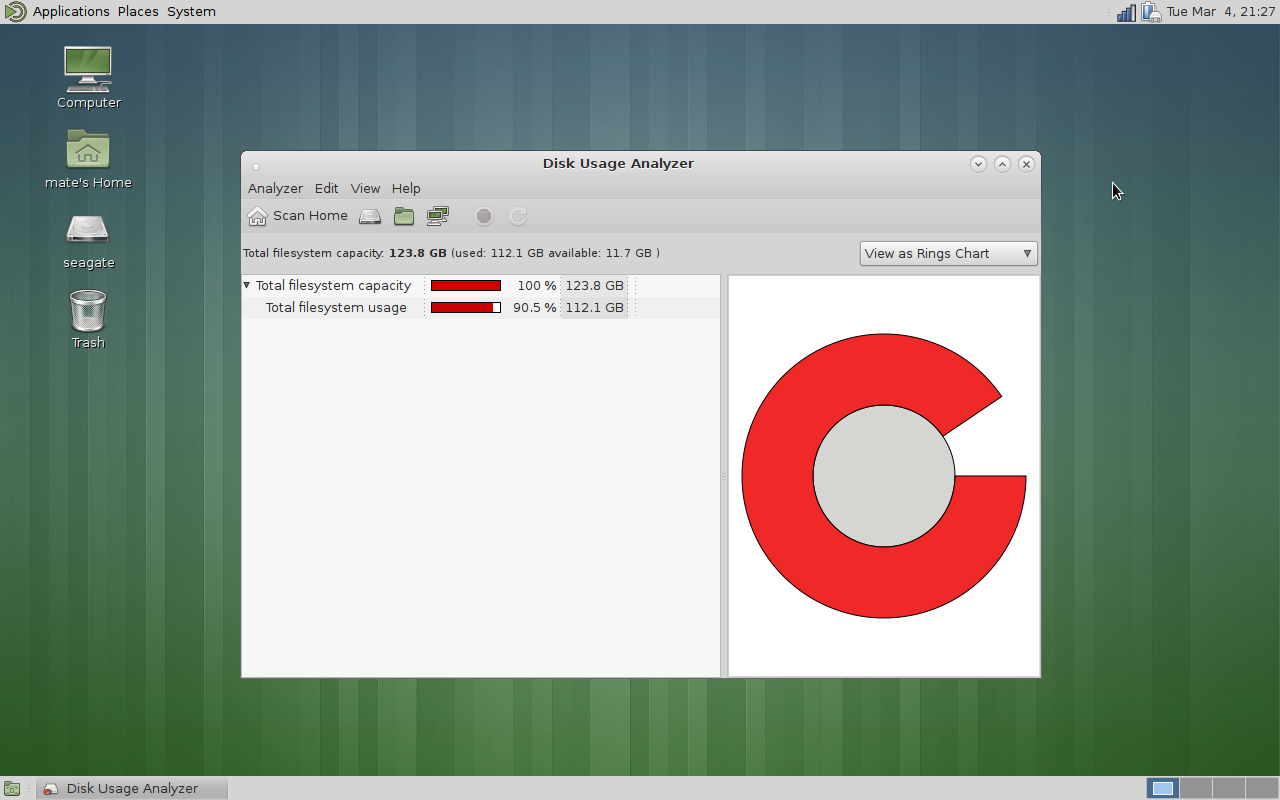 Applications Places System
Tue Mar 4, 21:27
Computer
mate's Home
seagate
Trash
Disk Usage Analyzer
Analyzer Edit View Help
Scan Home
Total filesystem capacity: 123.8 GB (used: 112.1 GB available: 11.7 GB )
View as Rings Chart
Total filesystem capacity 100 % 123.8 GB
Total filesystem usage 90.5 % 112.1 GB
Disk Usage Analyzer